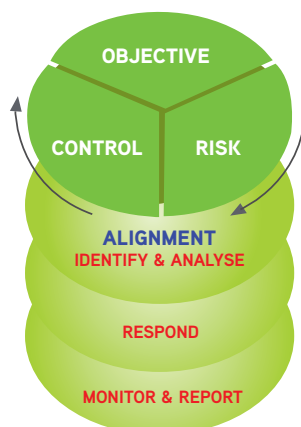 OBJECTIVE
CONTROL RISK
ALIGNMENT
IDENTIFY & ANALYSE
RESPOND
MONITOR & REPORT